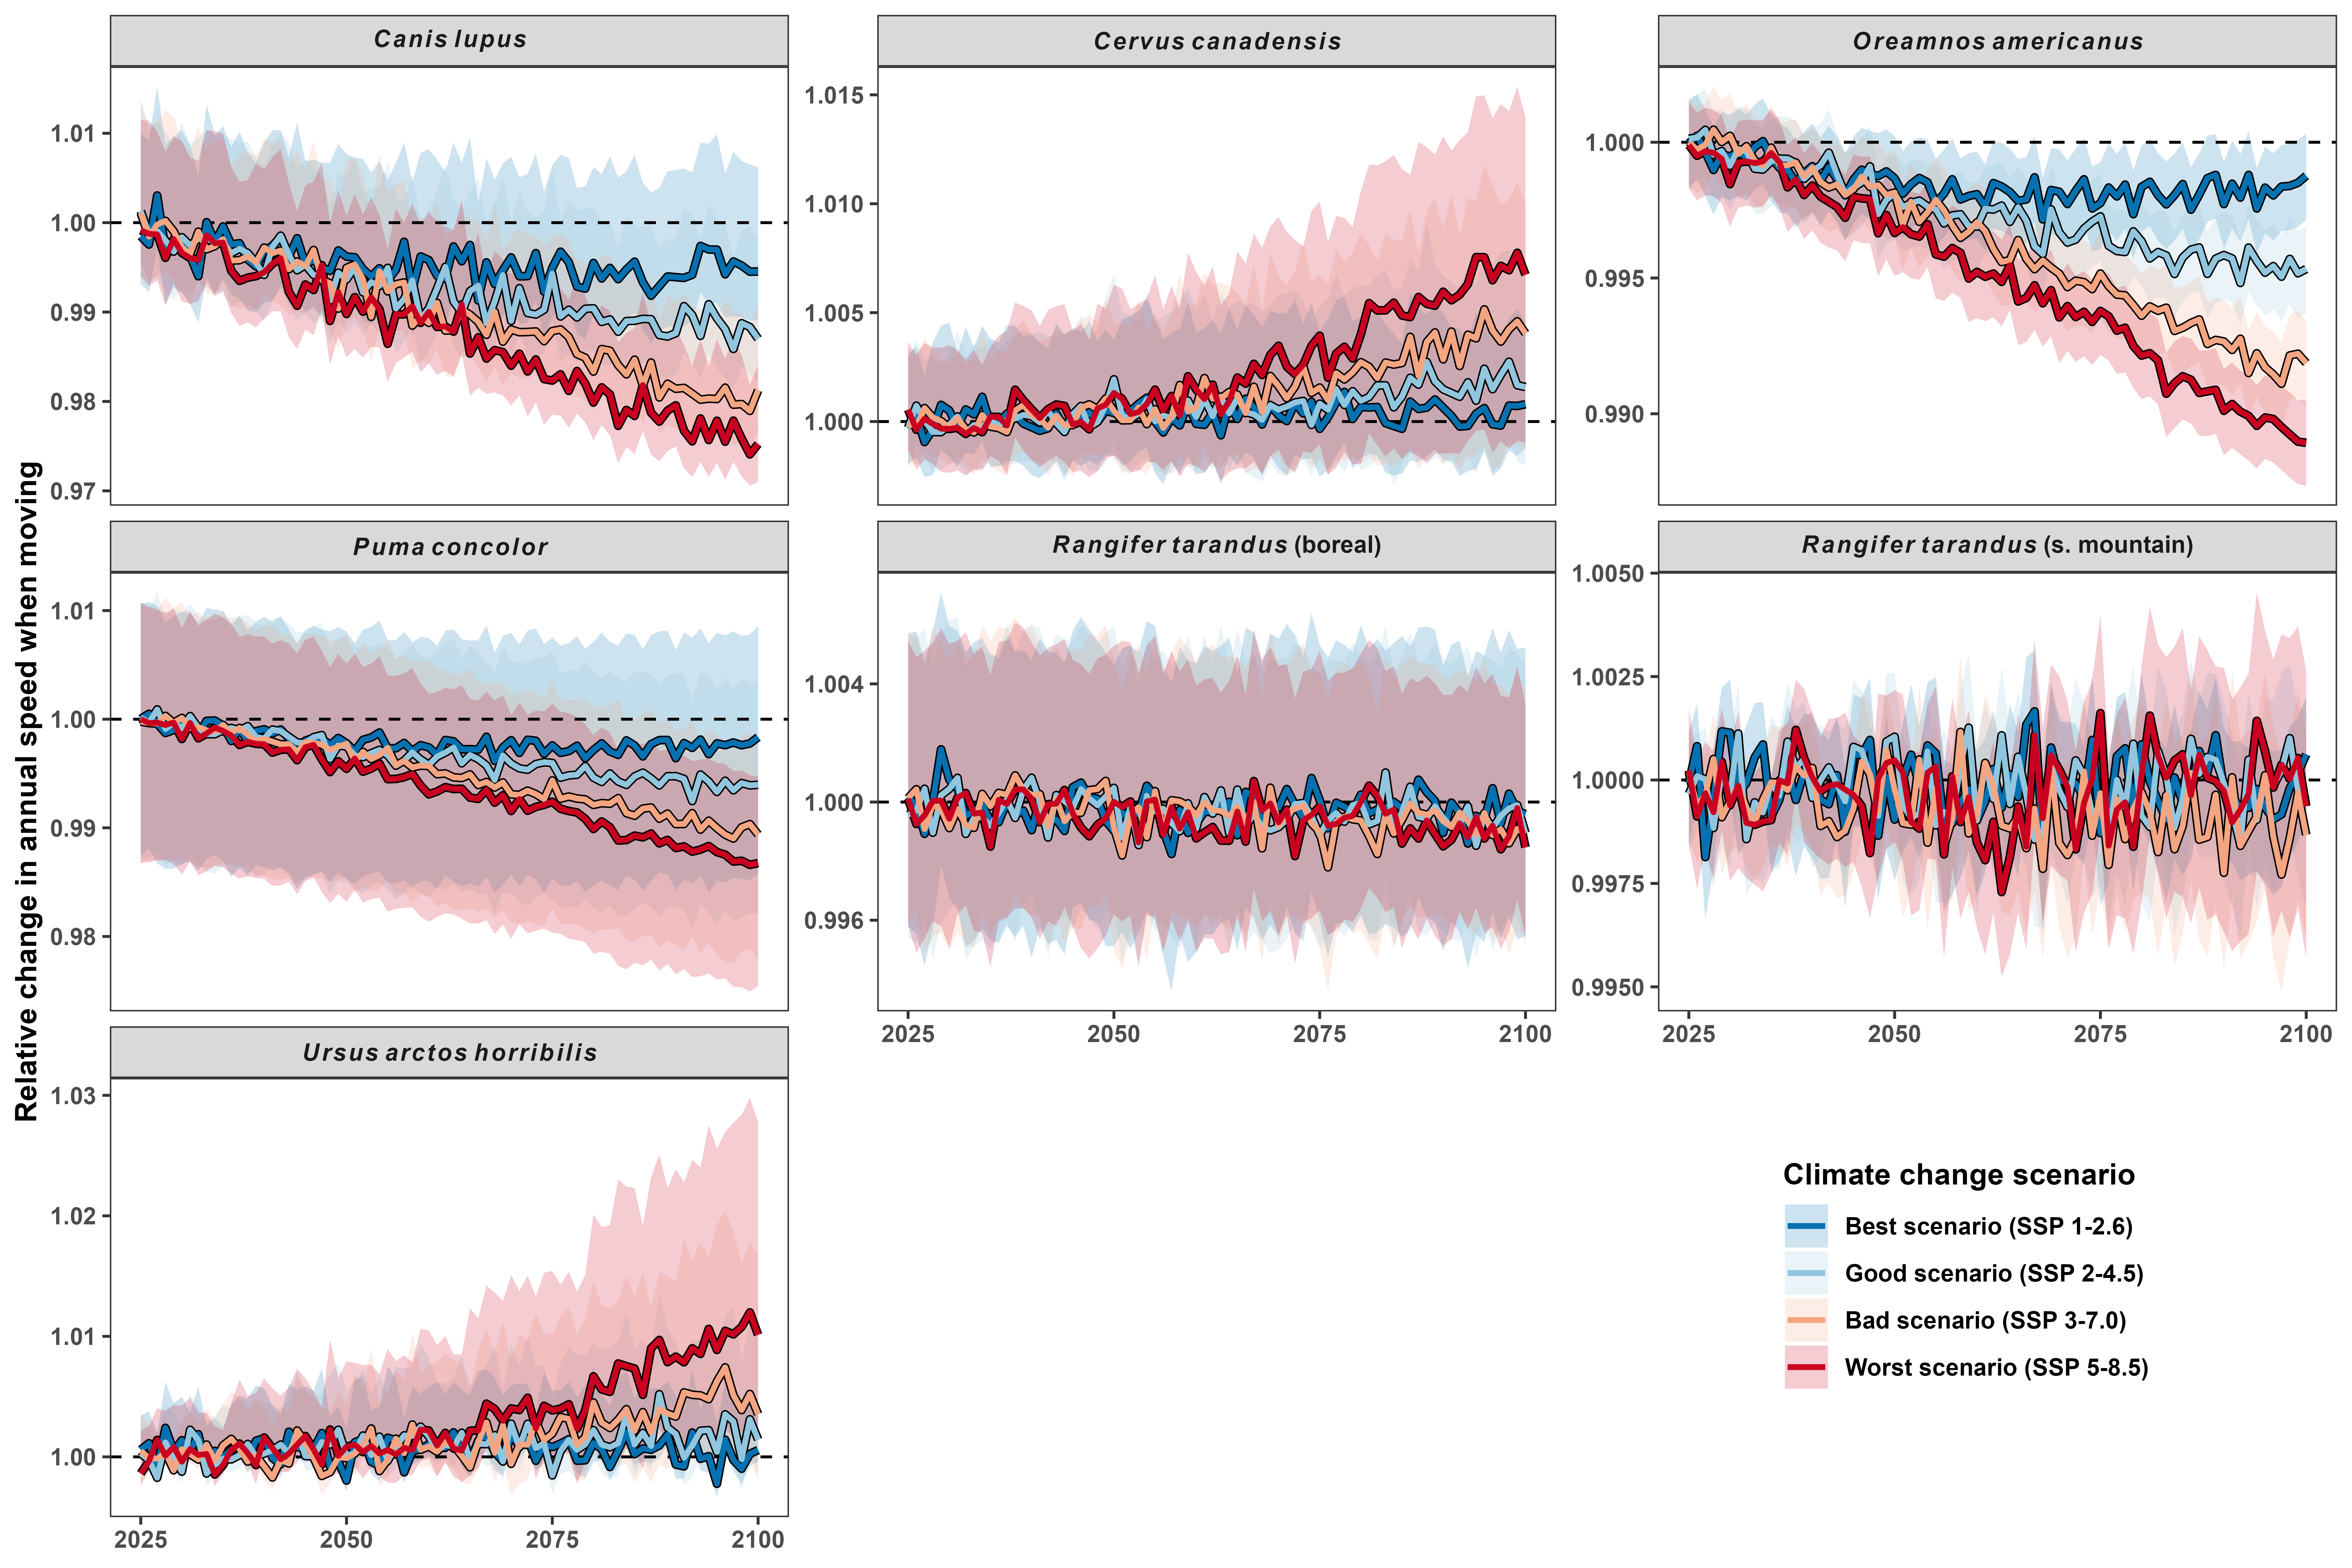 Relative change in annual speed when moving
Canis lupus
1.01
1.00
0.99
0.98
0.97
Cervus canadensis
1.015
1.010
1.005
1.000
Oreamnos americanus
1.000
0.995
0.990
Puma concolor
1.01
1.00
0.99
0.98
Rangifer tarandus (boreal)
1.004
1.000
0.996
2025 2050 2075 2100
Rangifer tarandus (s. mountain)
1.0050
1.0025
1.0000
0.9975
0.9950
2025 2050 2075 2100
Ursus arctos horribilis
1.03
1.02
1.01
1.00
2025 2050 2075 2100
Climate change scenario
Best scenario (SSP 1-2.6)
Good scenario (SSP 2-4.5)
Bad scenario (SSP 3-7.0)
Worst scenario (SSP 5-8.5)